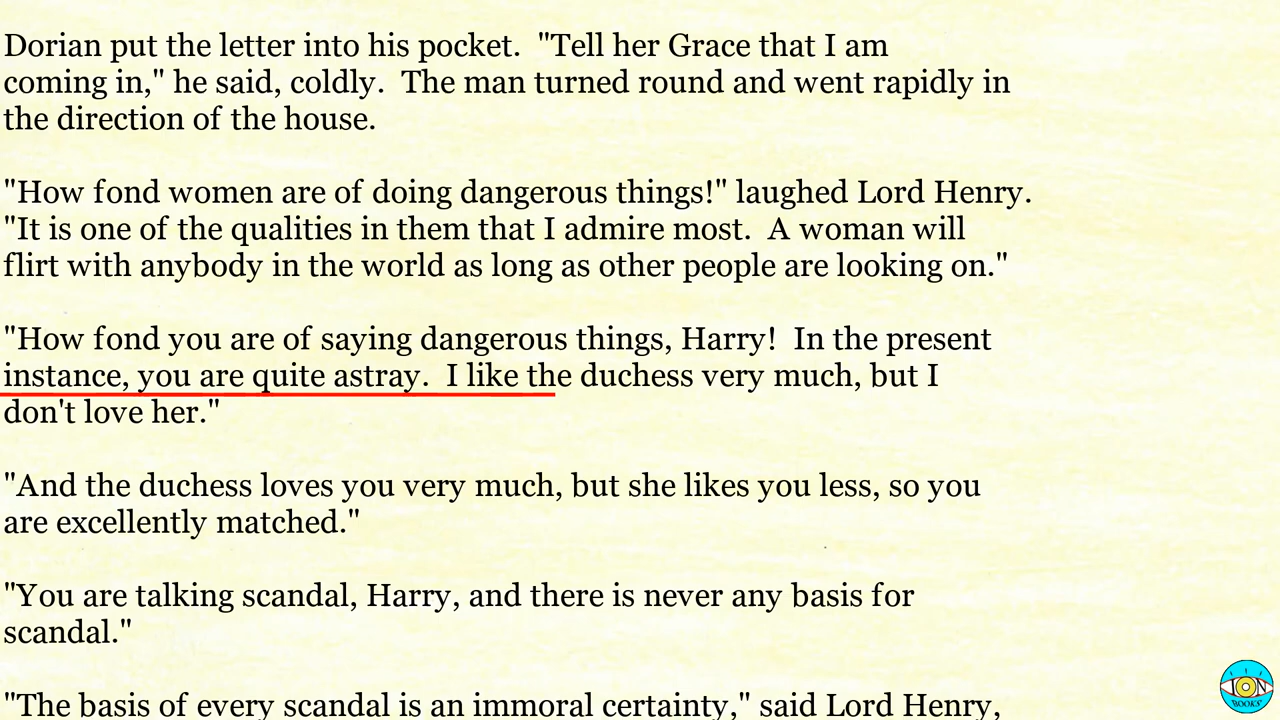 Dorian put the letter into his pocket.  "Tell her Grace that I am
coming in," he said, coldly.  The man turned round and went rapidly in
the direction of the house.
"How fond women are of doing dangerous things!" laughed Lord Henry.
"It is one of the qualities in them that I admire most.  A woman will
flirt with anybody in the world as long as other people are looking on."
"How fond you are of saying dangerous things, Harry!  In the present
instance, you are quite astray.  I like the duchess very much, but I
don't love her."
"And the duchess loves you very much, but she likes you less, so you
are excellently matched."
"You are talking scandal, Harry, and there is never any basis for
scandal."
"The basis of every scandal is an immoral certainty," said Lord Henry,
ION
BOOKS